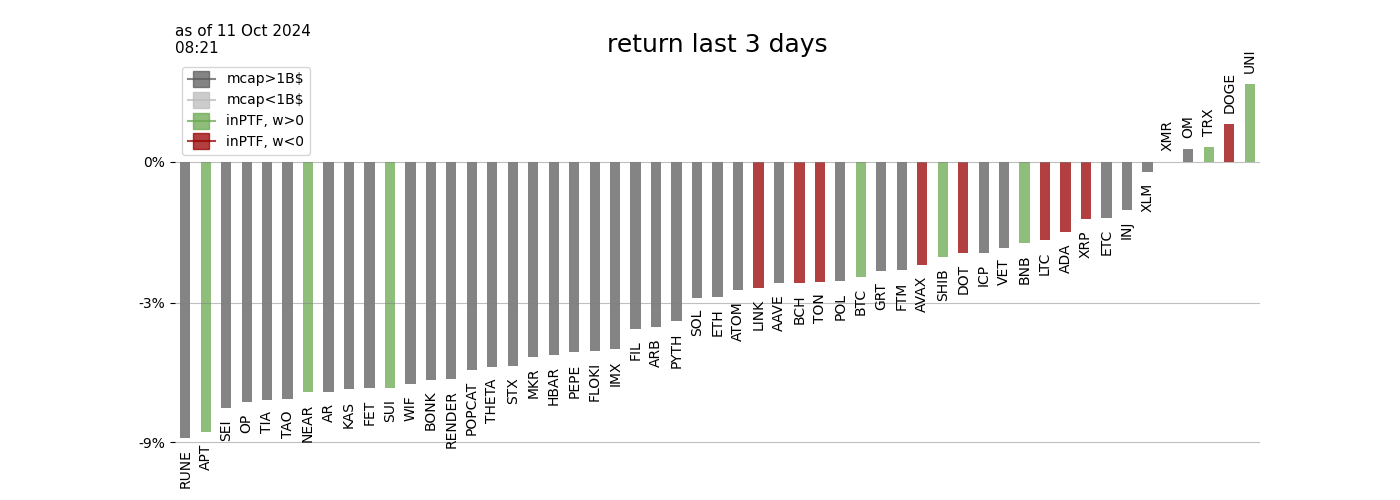 as of 11 Oct 2024
08:21
return last 3 days
mcap>1B$
mcap<1B$
inPTF, w>0
inPTF, w<0
0%
-3%
-9%
RUNE
APT
SEI
OP
TIA
TAO
NEAR
AR
KAS
FET
SUI
WIF
BONK
RENDER
POPCAT
THETA
STX
MKR
HBAR
PEPE
FLOKI
IMX
FIL
ARB
PYTH
SOL
ETH
ATOM
LINK
AAVE
BCH
TON
POL
BTC
GRT
FTM
AVAX
SHIB
DOT
ICP
VET
BNB
LTC
ADA
XRP
ETC
INJ
XLM
XMR
OM
TRX
DOGE
UNI